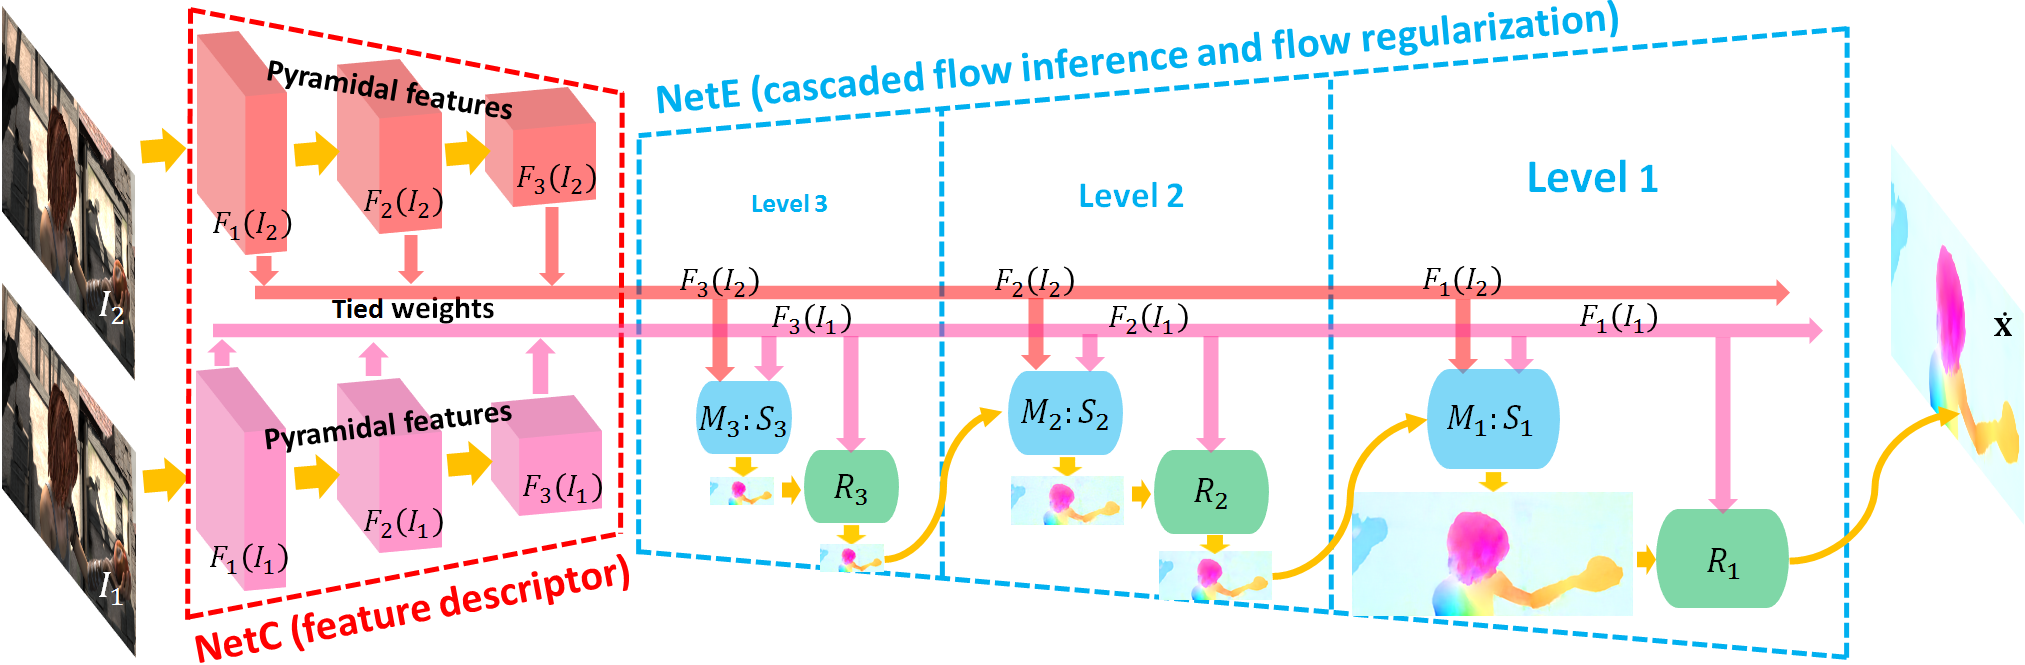 NetE (cascaded flow inference and flow regularization)
Pyramidal features
F₁(I₂)
F₂(I₂)
F₃(I₂)
I₂
Tied weights
Pyramidal features
F₁(I₁)
F₂(I₁)
F₃(I₁)
I₁
NetC (feature descriptor)
Level 3
F₃(I₂)
F₃(I₁)
M₃: S₃
R₃
Level 2
F₂(I₂)
F₂(I₁)
M₂: S₂
R₂
Level 1
F₁(I₂)
F₁(I₁)
M₁: S₁
R₁
ẋ